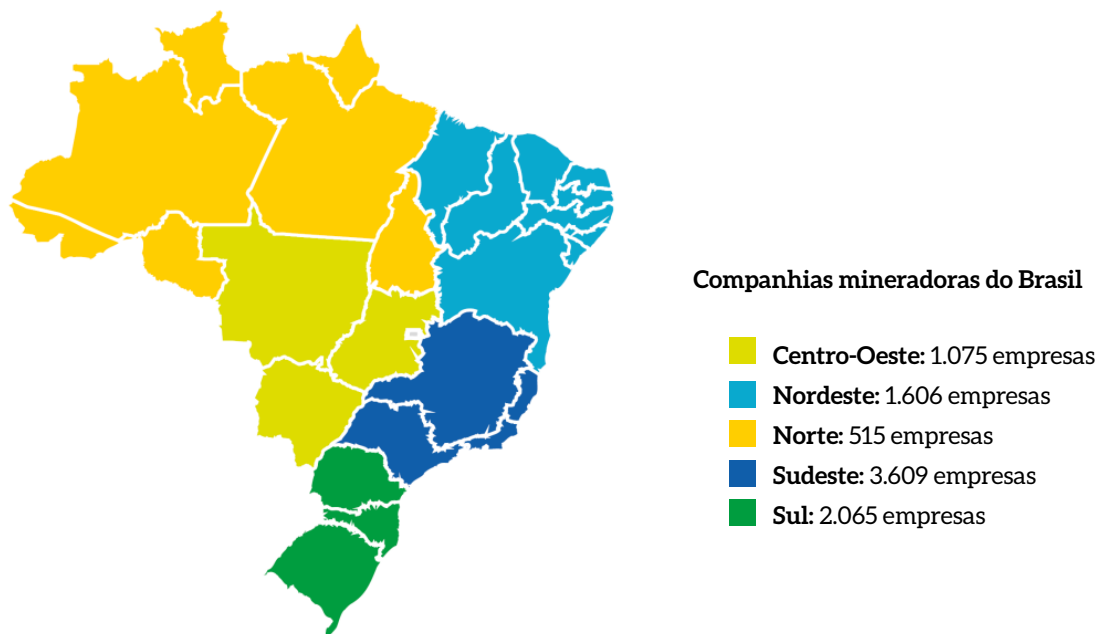 Companhias mineradoras do Brasil
Centro-Oeste: 1.075 empresas
Nordeste: 1.606 empresas
Norte: 515 empresas
Sudeste: 3.609 empresas
Sul: 2.065 empresas